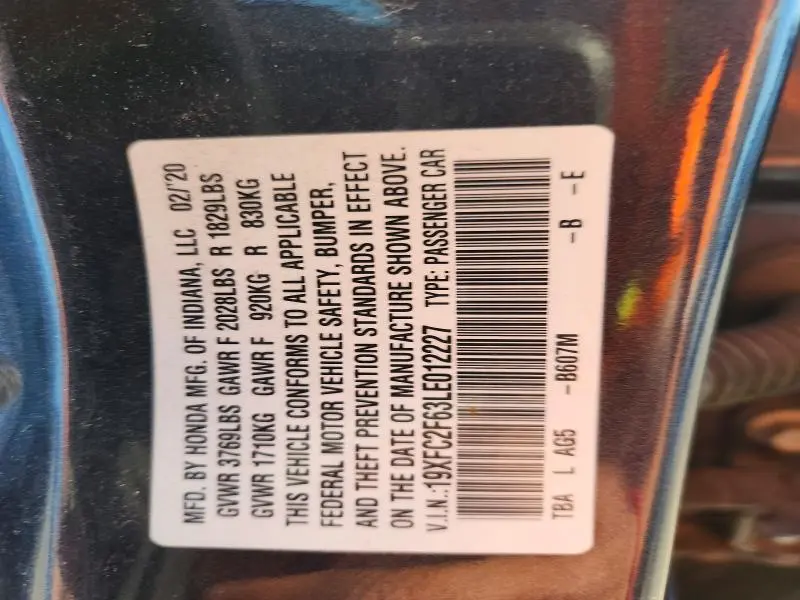 MFD. BY HONDA MFG. OF INDIANA, LLC 02/'20
GVWR 3769LBS GAWR F 2028LBS R 1829LBS
GVWR 1710KG GAWR F 920KG R 830KG
THIS VEHICLE CONFORMS TO ALL APPLICABLE
FEDERAL MOTOR VEHICLE SAFETY, BUMPER,
AND THEFT PREVENTION STANDARDS IN EFFECT
ON THE DATE OF MANUFACTURE SHOWN ABOVE.
V.I.N.:19XFC2F63LE012227 TYPE: PASSENGER CAR
TBA L AG5 -B607M -B -E